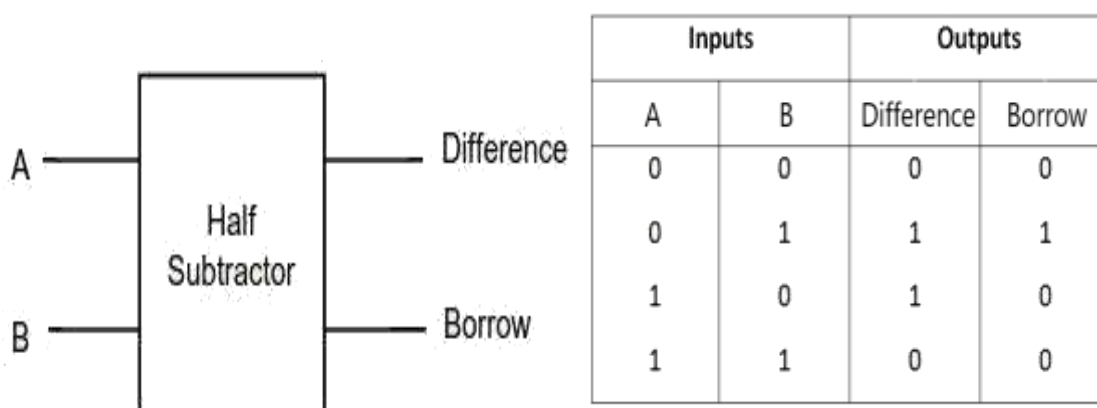 A
B
Half
Subtractor
Difference
Borrow
Inputs Outputs
A B Difference Borrow
0 0 0 0
0 1 1 1
1 0 1 0
1 1 0 0